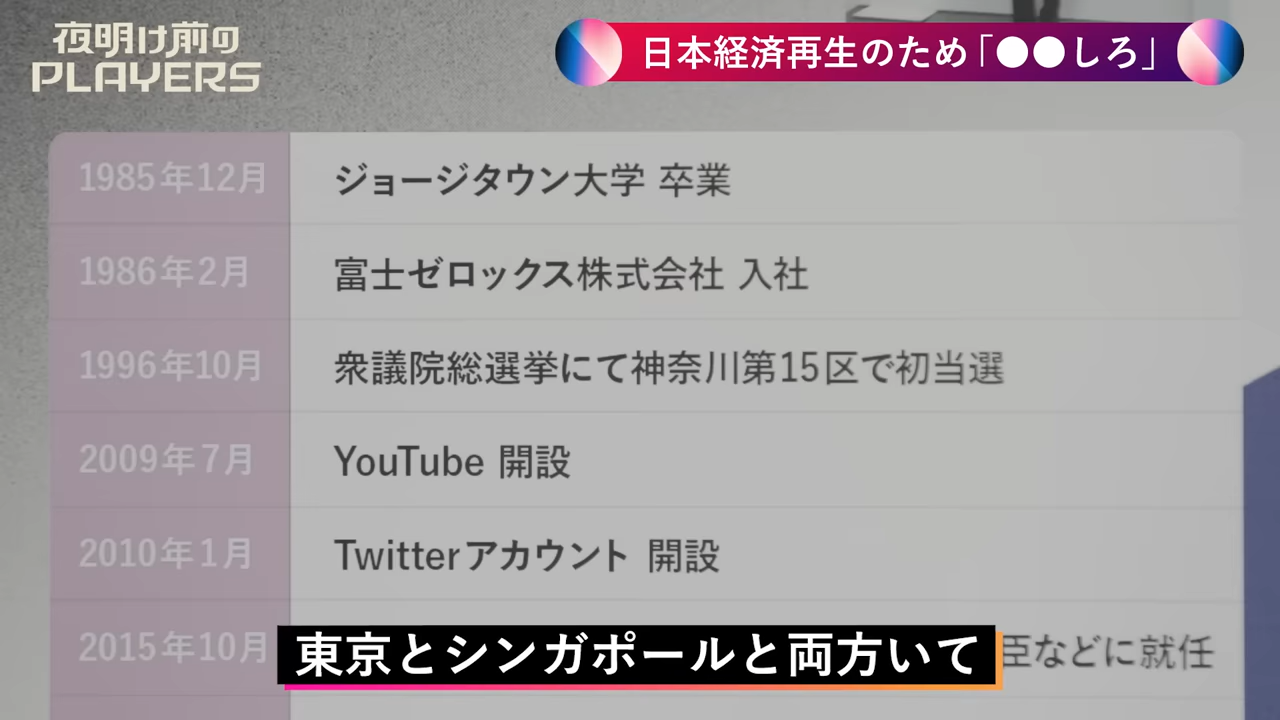 夜明け前の
PLAYERS
日本経済再生のため「●●しろ」
1985年12月 ジョージタウン大学 卒業
1986年2月 富士ゼロックス株式会社 入社
1996年10月 衆議院総選挙にて神奈川第15区で初当選
2009年7月 YouTube 開設
2010年1月 Twitterアカウント 開設
2015年10月 臣などに就任
東京とシンガポールと両方いて